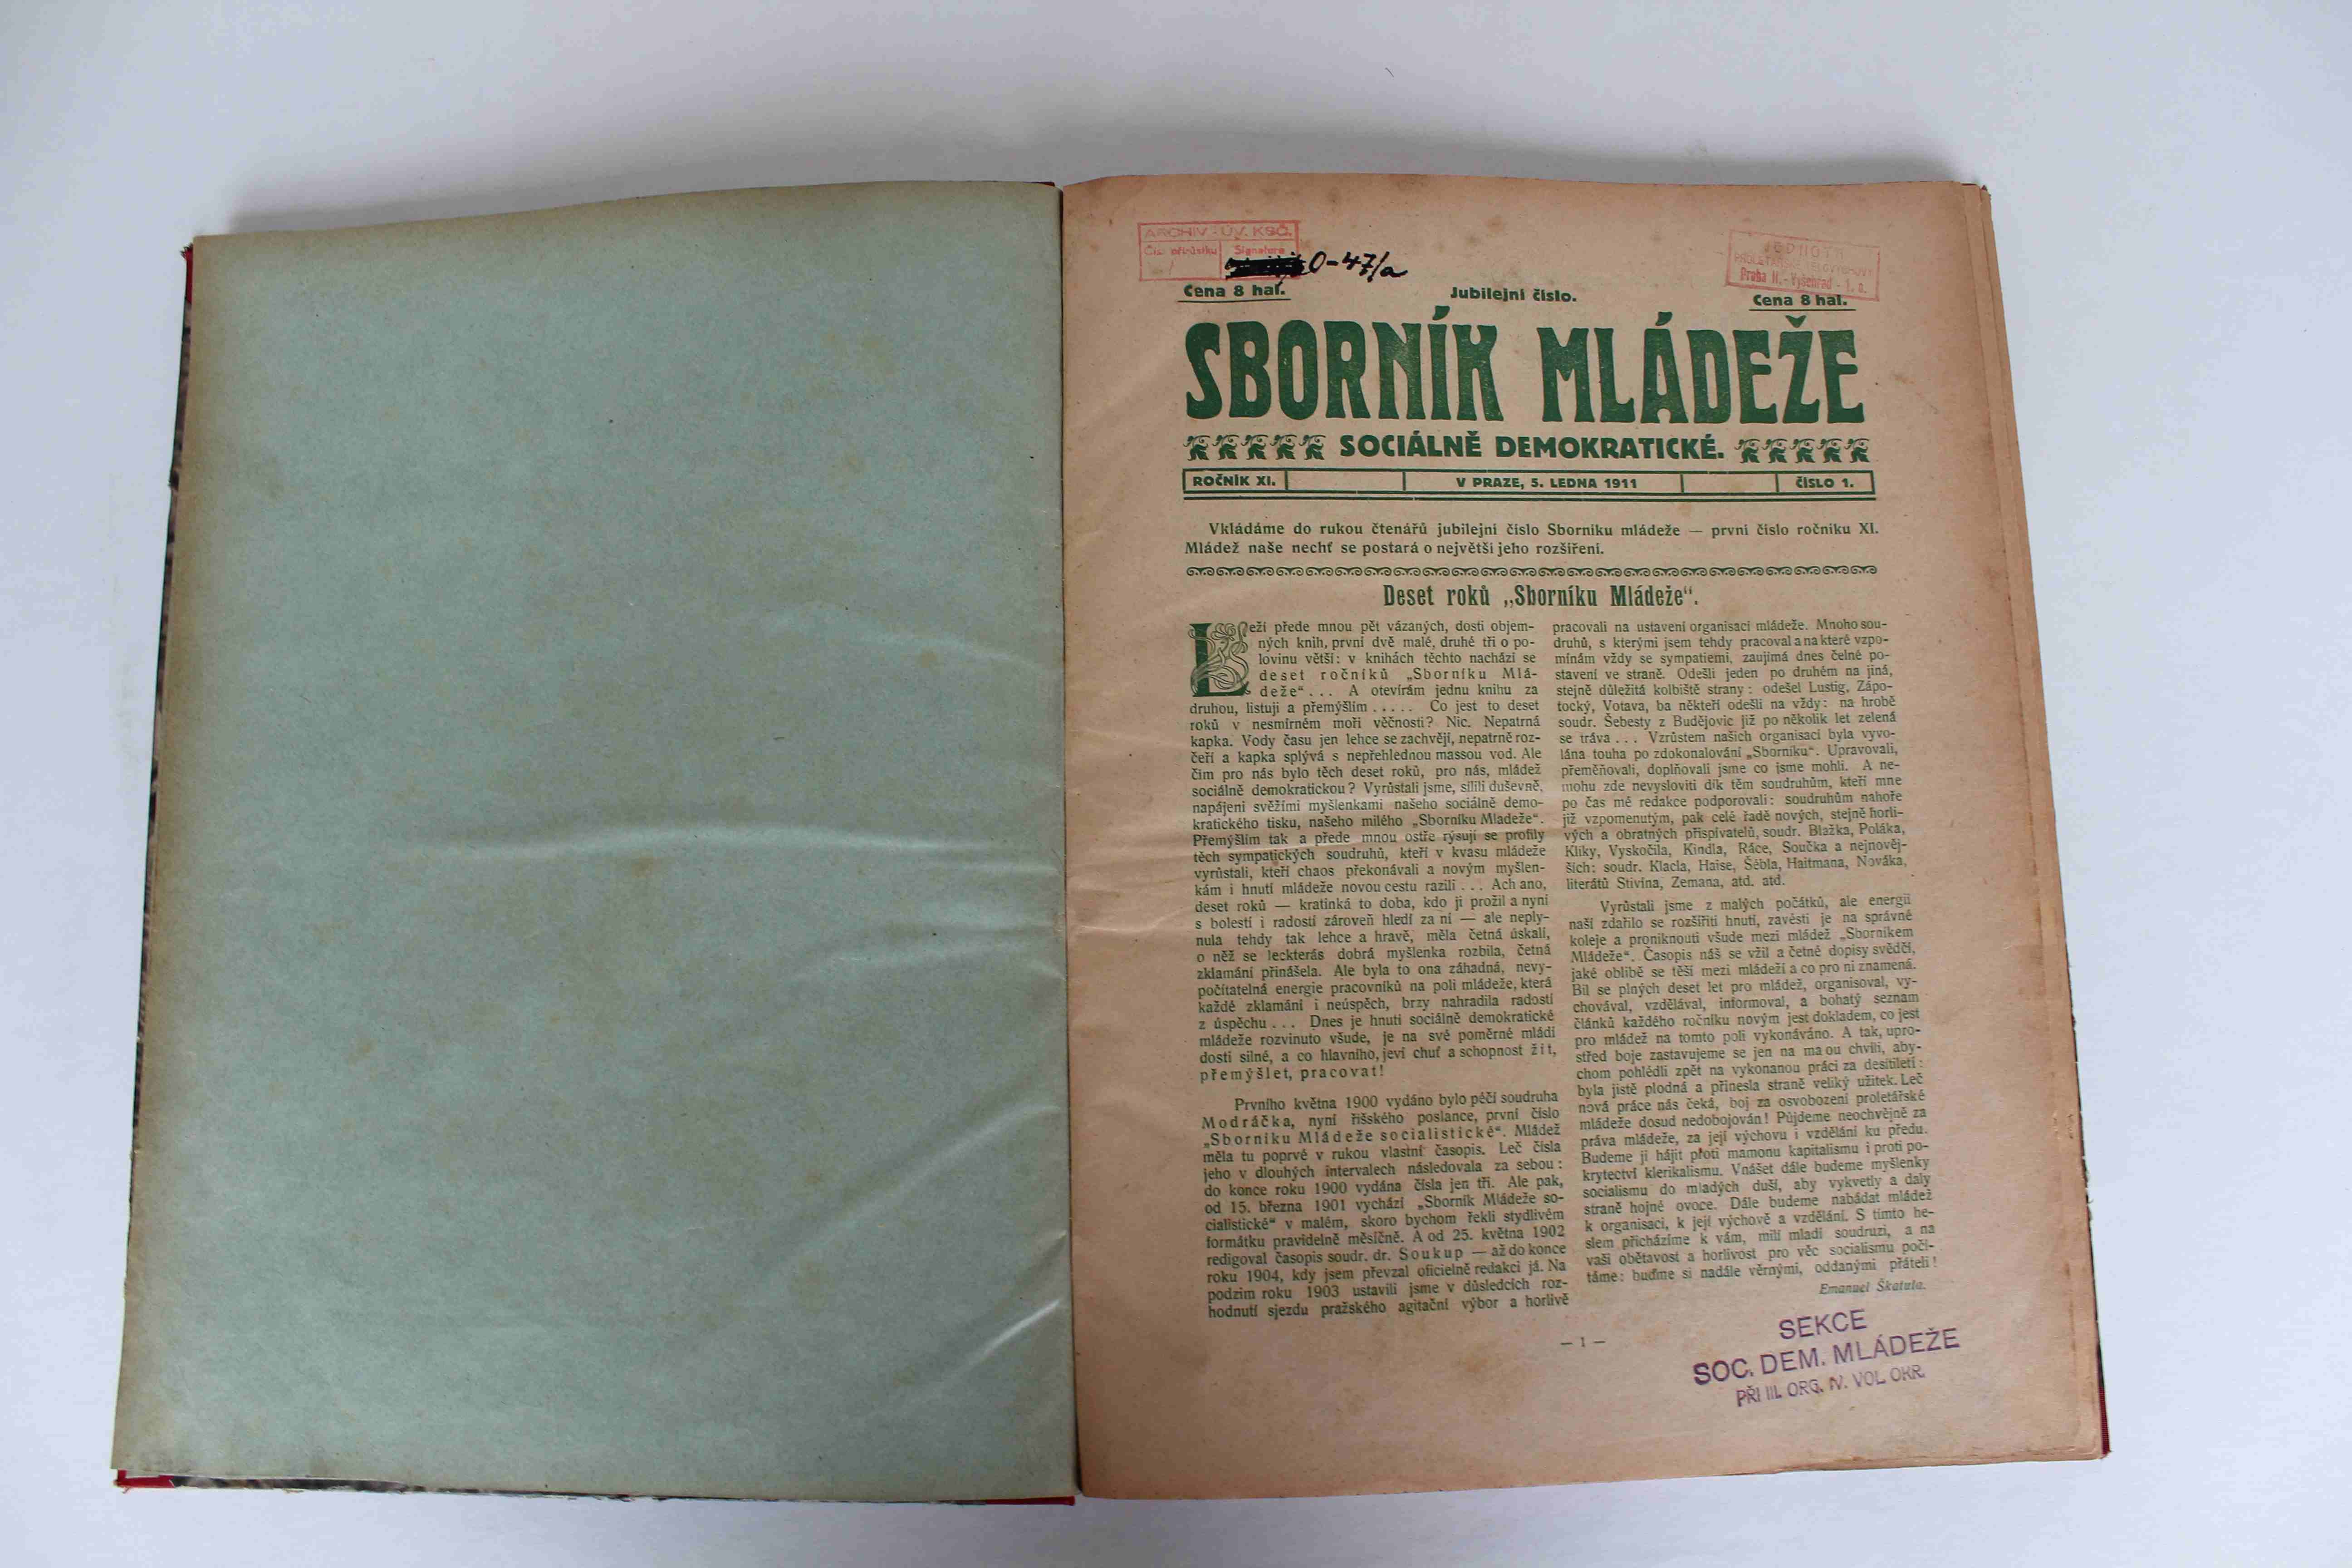 ARCHIV - ÚV. KSČ.
Signatura
O-47/a
Praha II. - Vyšehrad - 1. a.
Cena 8 hal.
Jubilejní číslo.
Cena 8 hal.
SBORNÍK MLÁDEŽE
SOCIÁLNĚ DEMOKRATICKÉ.
ROČNÍK XI.
V PRAZE, 5. LEDNA 1911
ČÍSLO 1.
Vkládáme do rukou čtenářů jubilejní číslo Sborníku mládeže — první číslo ročníku XI.
Mládež naše nechť se postará o největší jeho rozšíření.
Deset roků „Sborníku Mládeže“.
Leží přede mnou pět vázaných, dosti objem-
ných knih, první dvě malé, druhé tři o po-
lovinu větší: v knihách těchto nachází se
deset ročníků „Sborníku Mlá-
deže“ . . . A otevírám jednu knihu za
druhou, listuji a přemýšlím . . . . . Co jest to deset
roků v nesmírném moři věčnosti? Nic. Nepatrná
kapka. Vody času jen lehce se zachvějí, nepatrně roz-
čeří a kapka splývá s nepřehlednou massou vod. Ale
čím pro nás bylo těch deset roků, pro nás, mládež
sociálně demokratickou? Vyrůstali jsme, sílili duševně,
napájeni svěžími myšlenkami našeho sociálně demo-
kratického tisku, našeho milého „Sborníku Mladeže“.
Přemýšlím tak a přede mnou ostře rýsují se profily
těch sympatických soudruhů, kteří v kvasu mládeže
vyrůstali, kteří chaos překonávali a novým myšlen-
kám i hnutí mládeže novou cestu razili . . . Ach ano,
deset roků — kratinká to doba, kdo ji prožil a nyní
s bolestí i radostí zároveň hledí za ní — ale neply-
nula tehdy tak lehce a hravě, měla četná úskalí,
o něž se leckterás dobrá myšlenka rozbila, četná
zklamání přinášela. Ale byla to ona záhadná, nevy-
počítatelná energie pracovníků na poli mládeže, která
každé zklamání i neúspěch, brzy nahradila radostí
z úspěchu . . . Dnes je hnutí sociálně demokratické
mládeže rozvinuto všude, je na své poměrné mládí
dosti silné, a co hlavního, jeví chuť a schopnost žít,
přemýšlet, pracovat!
Prvního května 1900 vydáno bylo péčí soudruha
Modráčka, nyní říšského poslance, první číslo
„Sborníku Mládeže socialistické“. Mládež
měla tu poprvé v rukou vlastní časopis. Leč čísla
jeho v dlouhých intervalech následovala za sebou:
do konce roku 1900 vydána čísla jen tři. Ale pak,
od 15. března 1901 vychází „Sborník Mládeže so-
cialistické“ v malém, skoro bychom řekli stydlivém
formátku pravidelně měsíčně. A od 25. května 1902
redigoval časopis soudr. dr. Soukup — až do konce
roku 1904, kdy jsem převzal oficielně redakci já. Na
podzim roku 1903 ustavili jsme v důsledcích roz-
hodnutí sjezdu pražského agitační výbor a horlivě
pracovali na ustavení organisací mládeže. Mnoho sou-
druhů, s kterými jsem tehdy pracoval a na které vzpo-
mínám vždy se sympatiemi, zaujímá dnes čelné po-
stavení ve straně. Odešli jeden po druhém na jiná,
stejně důležitá kolbiště strany: odešel Lustig, Zápo-
tocký, Votava, ba někteří odešli na vždy: na hrobě
soudr. Šebesty z Budějovic již po několik let zelená
se tráva . . . Vzrůstem našich organisací byla vyvo-
lána touha po zdokonalování „Sborníku“. Upravovali,
přeměňovali, doplňovali jsme co jsme mohli. A ne-
mohu zde nevysloviti dík těm soudruhům, kteří mne
po čas mé redakce podporovali: soudruhům nahoře
již vzpomenutým, pak celé řadě nových, stejně horli-
vých a obratných přispívatelů, soudr. Blažka, Poláka,
Kliky, Vyskočila, Kindla, Ráce, Součka a nejnověj-
ších: soudr. Klacla, Haise, Šébla, Haitmana, Nováka,
literátů Stivína, Zemana, atd. atd.
Vyrůstali jsme z malých počátků, ale energii
naší zdařilo se rozšířiti hnutí, zavésti je na správné
koleje a proniknouti všude mezi mládež „Sborníkem
Mládeže“. Časopis náš se vžil a četné dopisy svědčí,
jaké oblibě se těší mezi mládeží a co pro ni znamená.
Bil se plných deset let pro mládež, organisoval, vy-
chovával, vzdělával, informoval, a bohatý seznam
článků každého ročníku novým jest dokladem, co jest
pro mládež na tomto poli vykonáváno. A tak, upro-
střed boje zastavujeme se jen na ma ou chvíli, aby-
chom pohlédli zpět na vykonanou práci za desítiletí:
byla jistě plodná a přinesla straně veliký užitek. Leč
nová práce nás čeká, boj za osvobození proletářské
mládeže dosud nedobojován! Půjdeme neochvějně za
práva mládeže, za její výchovu i vzdělání ku předu.
Budeme ji hájit proti mamonu kapitalismu i proti po-
krytectví klerikalismu. Vnášet dále budeme myšlenky
socialismu do mladých duší, aby vykvetly a daly
straně hojné ovoce. Dále budeme nabádat mládež
k organisaci, k její výchově a vzdělání. S tímto he-
slem přicházíme k vám, milí mladí soudruzi, a na
vaši obětavost a horlivost pro věc socialismu počí-
táme: buďme si nadále věrnými, oddanými přáteli!
Emanuel Škatula.
— 1 —
SEKCE
SOC. DEM. MLÁDEŽE
PŘI III. ORG. IV. VOL. OKR.